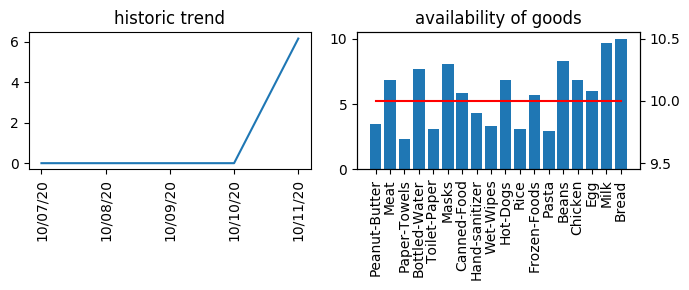 historic trend
6
4
2
0
10/07/20
10/08/20
10/09/20
10/10/20
10/11/20
availability of goods
10
5
0
10.5
10.0
9.5
Peanut-Butter
Meat
Paper-Towels
Bottled-Water
Toilet-Paper
Masks
Canned-Food
Hand-sanitizer
Wet-Wipes
Hot-Dogs
Rice
Frozen-Foods
Pasta
Beans
Chicken
Egg
Milk
Bread